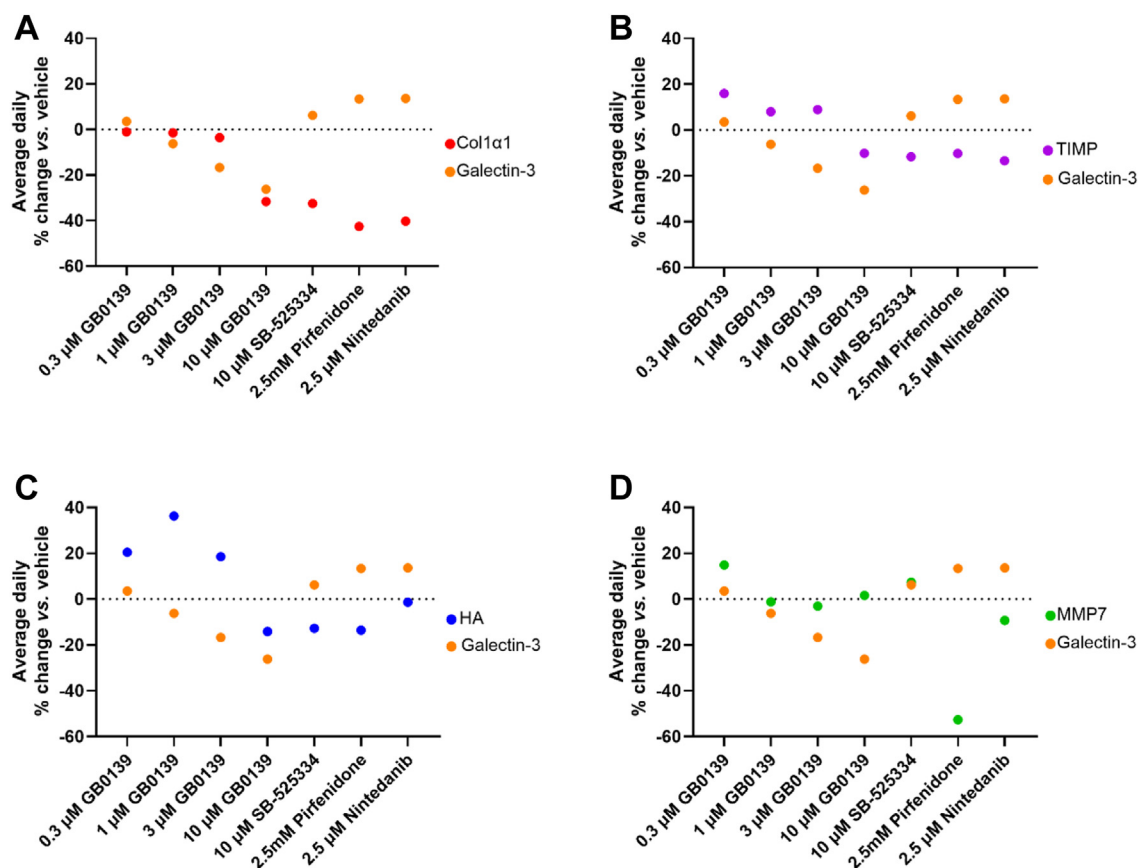 A
Average daily
% change vs. vehicle
40
20
0
-20
-40
-60
Col1α1
Galectin-3
0.3 µM GB0139
1 µM GB0139
3 µM GB0139
10 µM GB0139
10 µM SB-525334
2.5mM Pirfenidone
2.5 µM Nintedanib
B
Average daily
% change vs. vehicle
40
20
0
-20
-40
-60
TIMP
Galectin-3
0.3 µM GB0139
1 µM GB0139
3 µM GB0139
10 µM GB0139
10 µM SB-525334
2.5mM Pirfenidone
2.5 µM Nintedanib
C
Average daily
% change vs. vehicle
40
20
0
-20
-40
-60
HA
Galectin-3
0.3 µM GB0139
1 µM GB0139
3 µM GB0139
10 µM GB0139
10 µM SB-525334
2.5mM Pirfenidone
2.5 µM Nintedanib
D
Average daily
% change vs. vehicle
40
20
0
-20
-40
-60
MMP7
Galectin-3
0.3 µM GB0139
1 µM GB0139
3 µM GB0139
10 µM GB0139
10 µM SB-525334
2.5mM Pirfenidone
2.5 µM Nintedanib